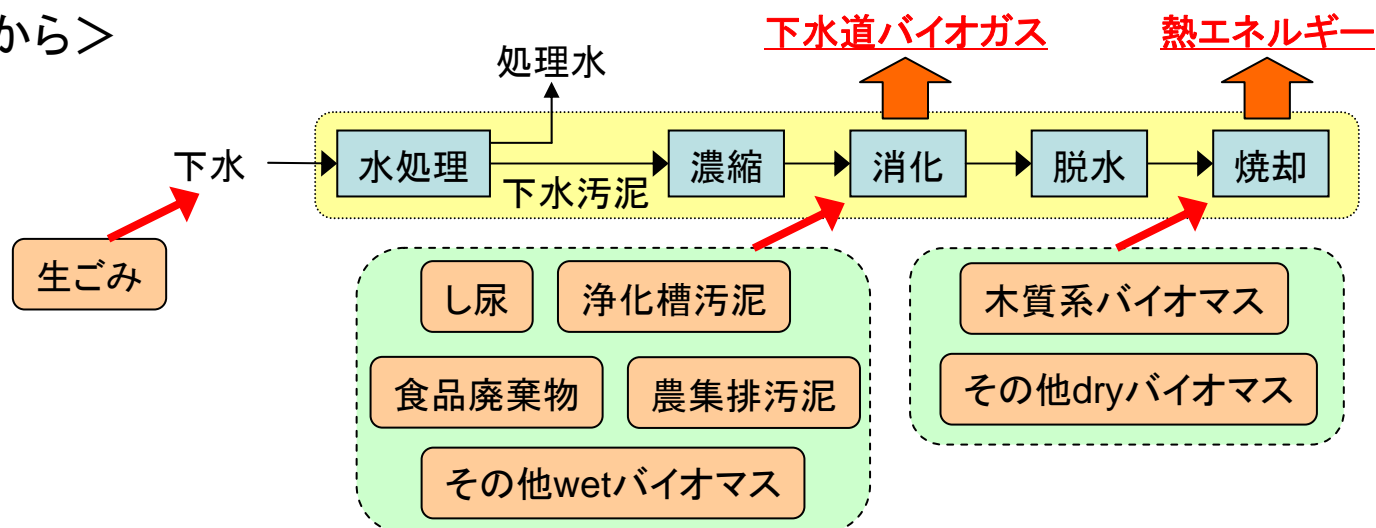 から＞
下水道バイオガス
熱エネルギー
処理水
下水
水処理
下水汚泥
濃縮
消化
脱水
焼却
生ごみ
し尿
浄化槽汚泥
食品廃棄物
農集排汚泥
その他wetバイオマス
木質系バイオマス
その他dryバイオマス